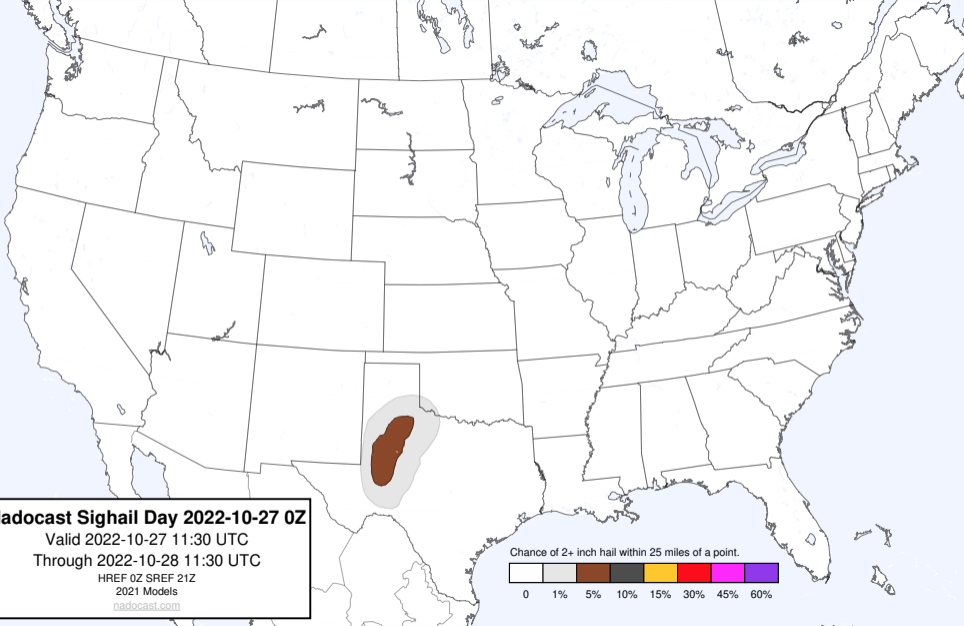 adocast Sighail Day 2022-10-27 0Z
Valid 2022-10-27 11:30 UTC
Through 2022-10-28 11:30 UTC
HREF 0Z SREF 21Z
2021 Models
nadocast.com
Chance of 2+ inch hail within 25 miles of a point.
0 1% 5% 10% 15% 30% 45% 60%